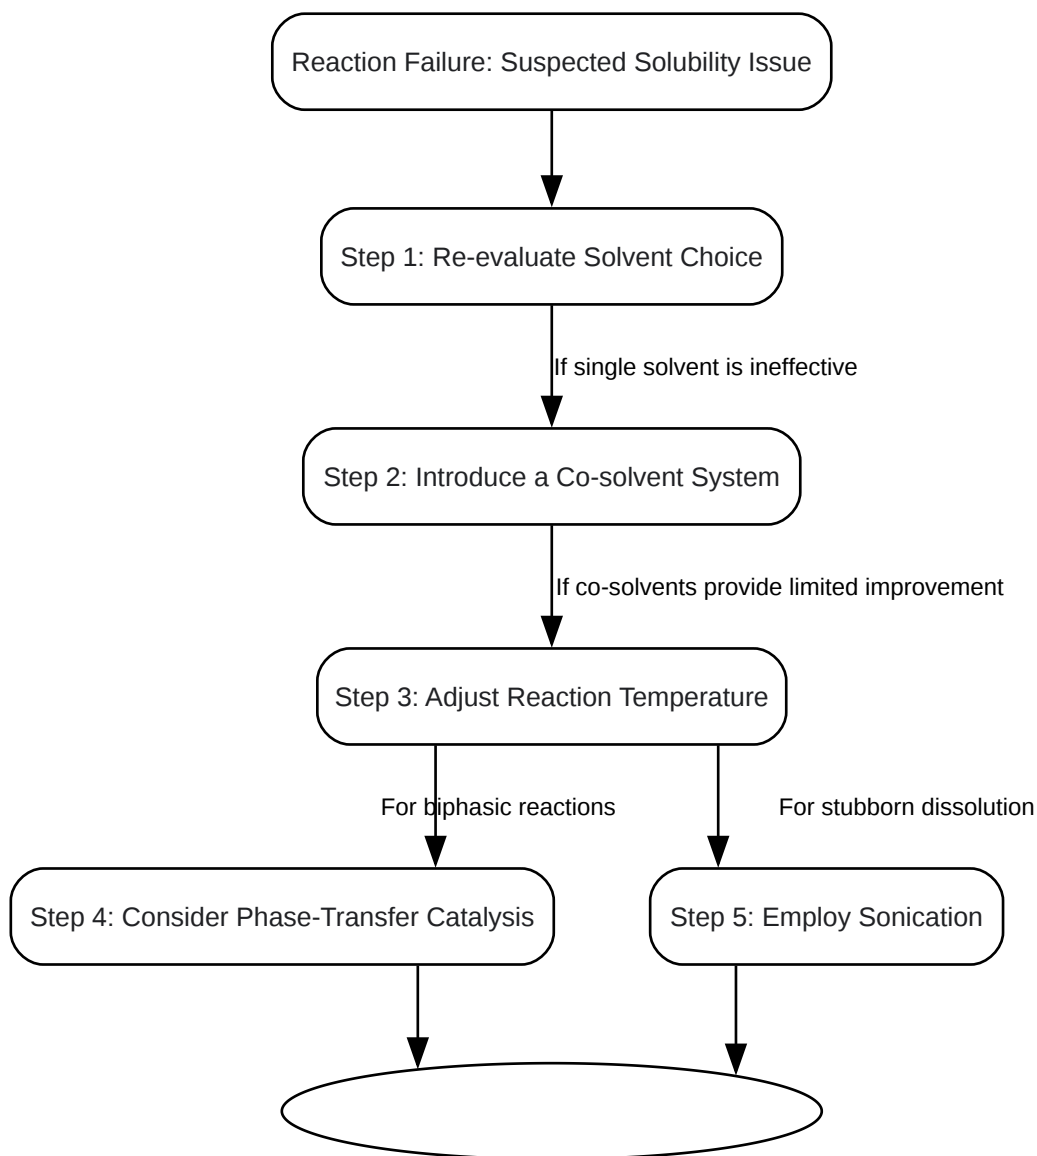 Reaction Failure: Suspected Solubility Issue
Step 1: Re-evaluate Solvent Choice
If single solvent is ineffective
Step 2: Introduce a Co-solvent System
If co-solvents provide limited improvement
Step 3: Adjust Reaction Temperature
For biphasic reactions
For stubborn dissolution
Step 4: Consider Phase-Transfer Catalysis
Step 5: Employ Sonication